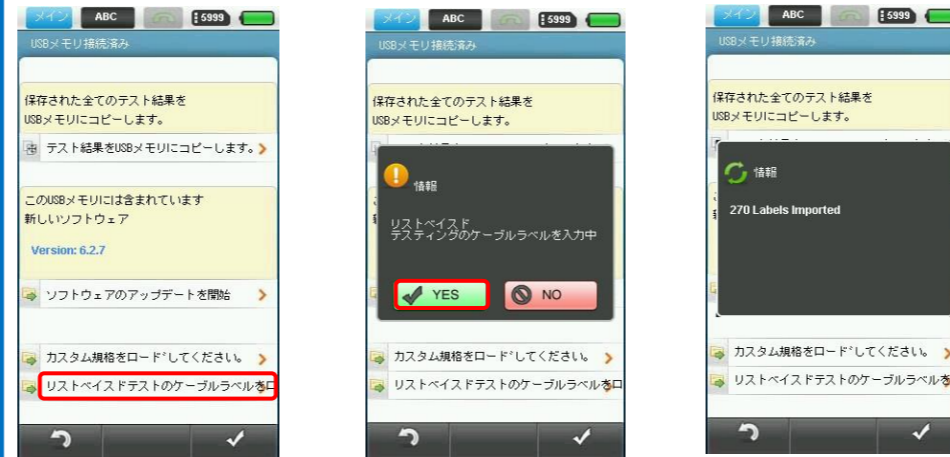 メイン ABC 5999
USBメモリ接続済み
保存された全てのテスト結果を
USBメモリにコピーします。
テスト結果をUSBメモリにコピーします。
このUSBメモリには含まれています
新しいソフトウェア
Version: 6.2.7
ソフトウェアのアップデートを開始
カスタム規格をロード゙してください。
リストベイスドテストのケーブルラベルをロ
メイン ABC 5999
USBメモリ接続済み
保存された全てのテスト結果を
USBメモリにコピーします。
情報
リストベイスド
テスティングのケーブルラベルを入力中
YES NO
カスタム規格をロード゙してください。
リストベイスドテストのケーブルラベルをロ
メイン ABC 5999
USBメモリ接続済み
保存された全てのテスト結果を
USBメモリにコピーします。
情報
270 Labels Imported
カスタム規格をロード゙してください。
リストベイスドテストのケーブルラベルを